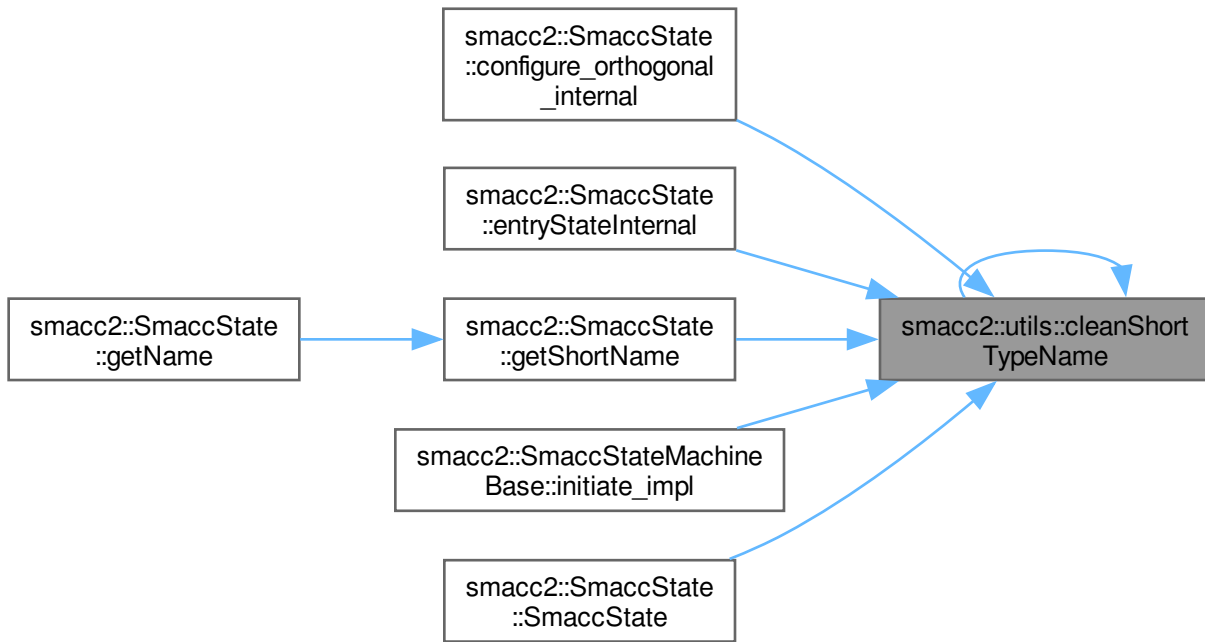 smacc2::SmaccState
::configure_orthogonal
_internal
smacc2::SmaccState
::entryStateInternal
smacc2::SmaccState
::getName
smacc2::SmaccState
::getShortName
smacc2::utils::cleanShort
TypeName
smacc2::SmaccStateMachine
Base::initiate_impl
smacc2::SmaccState
::SmaccState